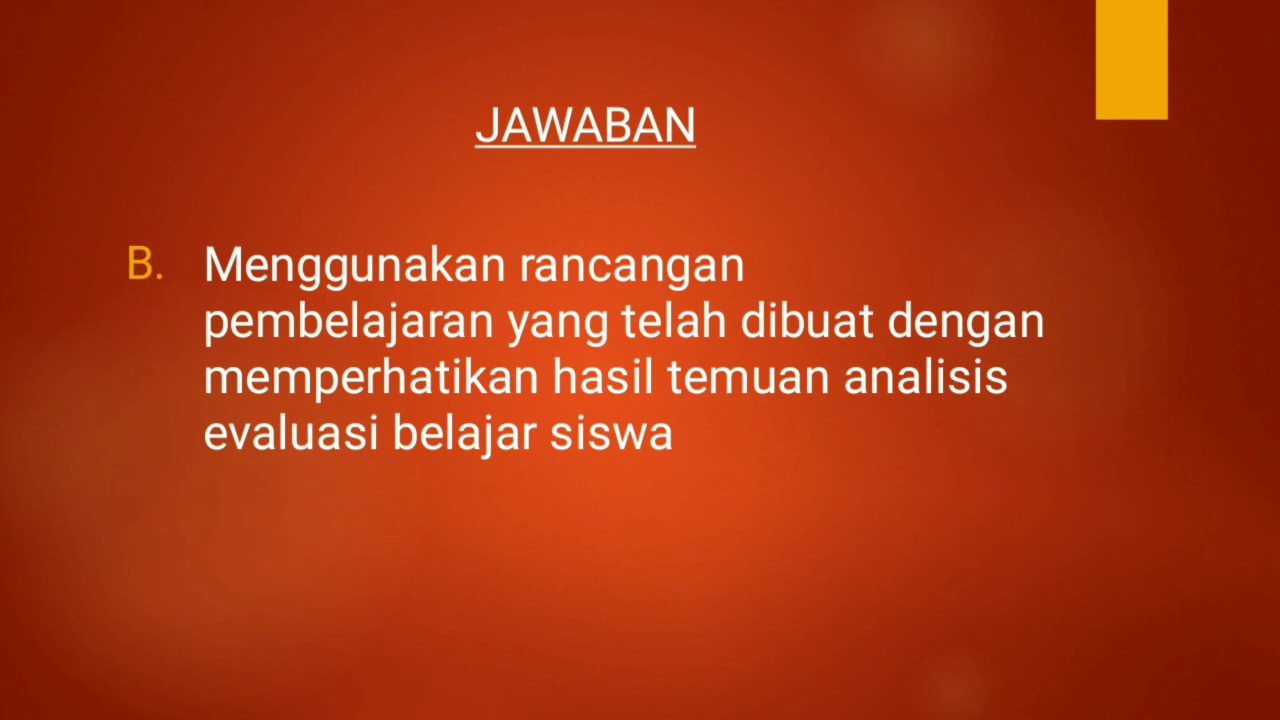 JAWABAN
B. Menggunakan rancangan
pembelajaran yang telah dibuat dengan
memperhatikan hasil temuan analisis
evaluasi belajar siswa